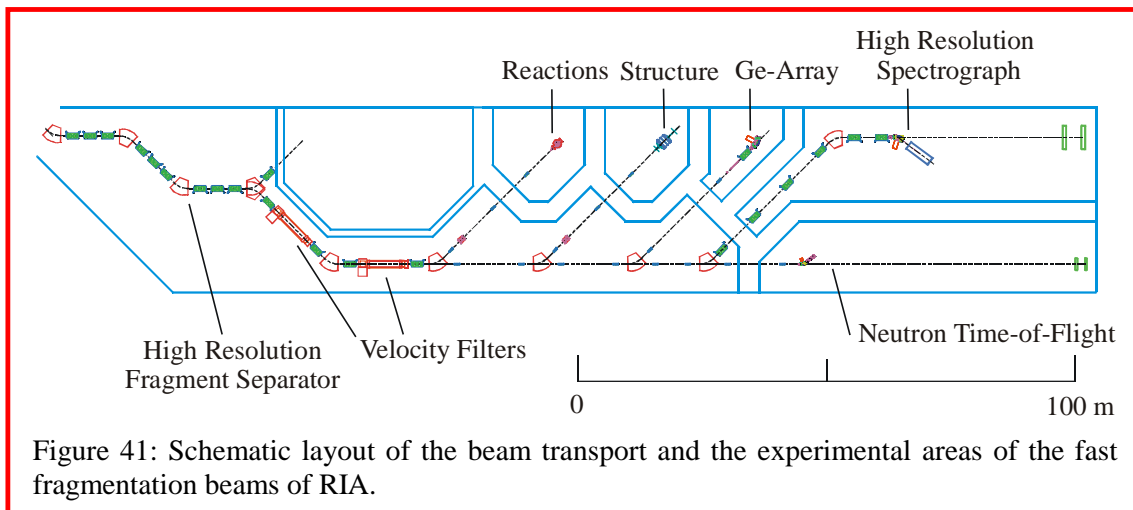 High Resolution
Spectrograph
Reactions
Structure
Ge-Array
High Resolution
Fragment Separator
Velocity Filters
Neutron Time-of-Flight
0
100 m
Figure 41: Schematic layout of the beam transport and the experimental areas of the fast
fragmentation beams of RIA.